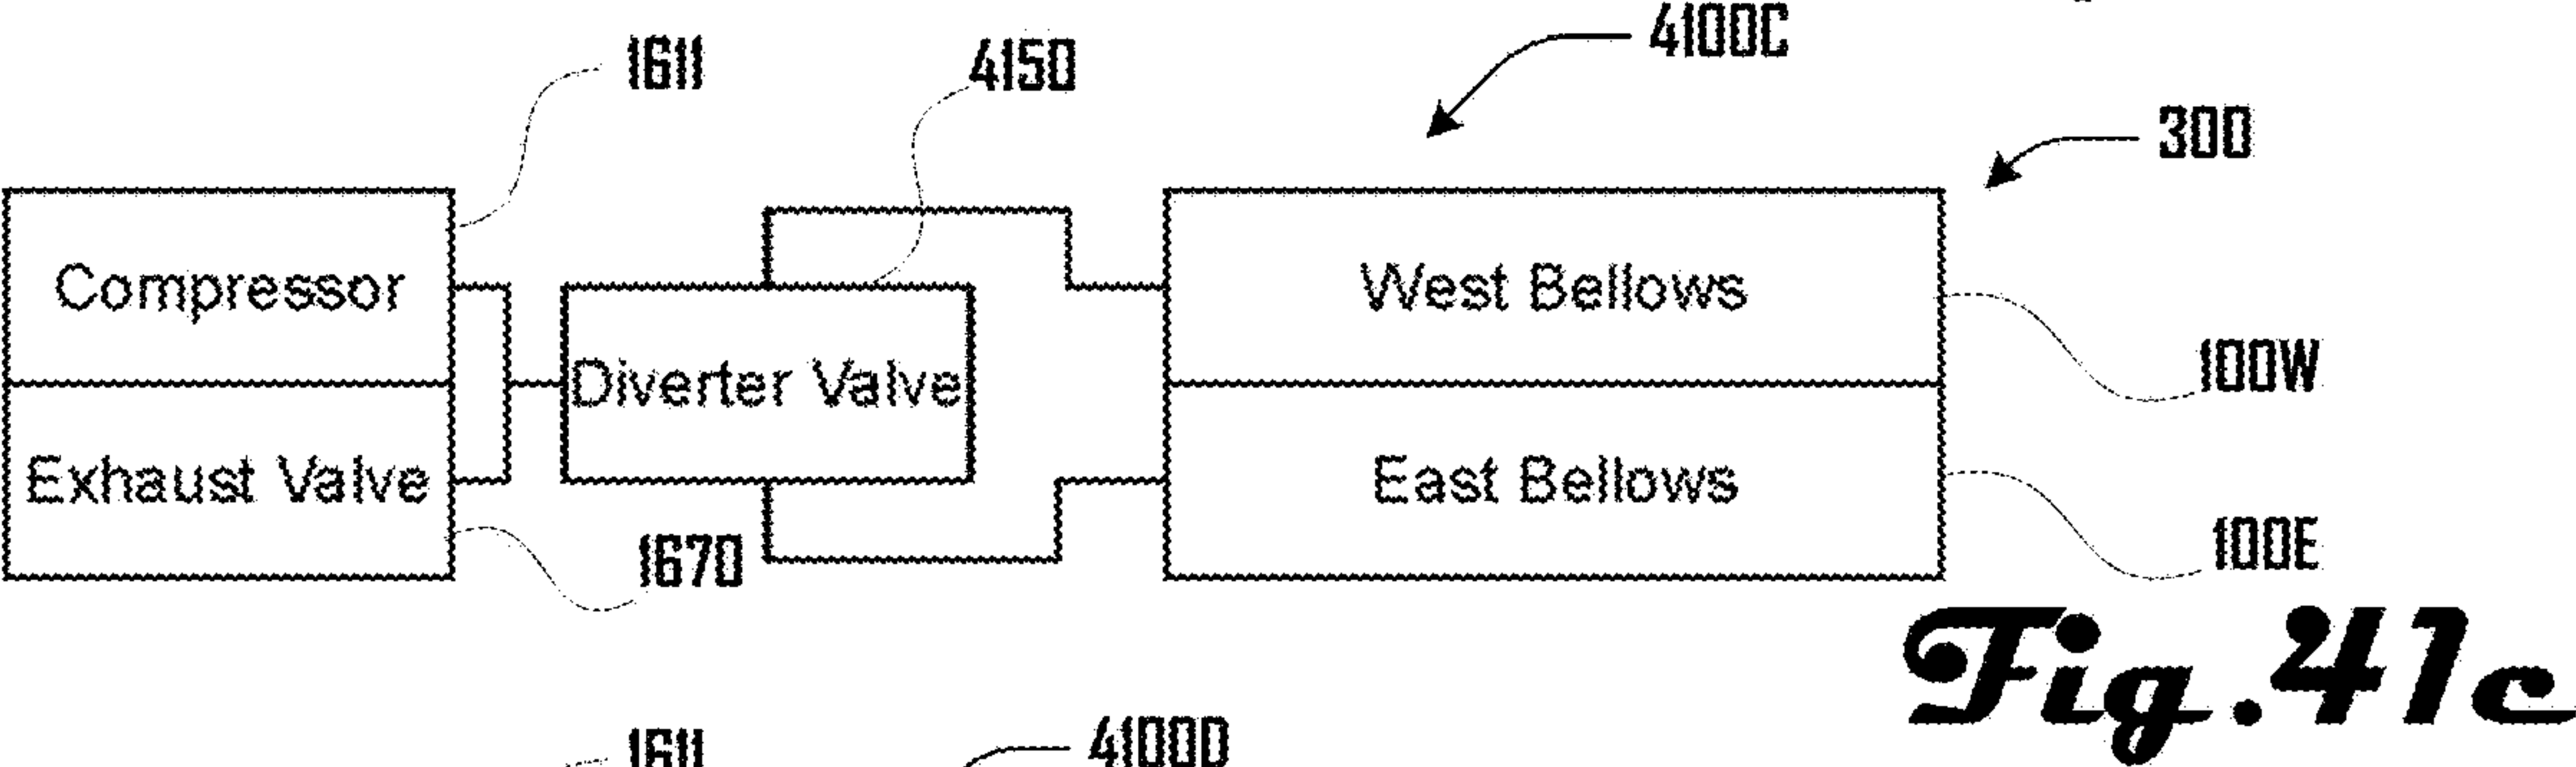 4100C
1611
4150
300
Compressor
West Bellows
Diverter Valve
100W
Exhaust Valve
East Bellows
1670
100E
Fig.41c
1611
4100D